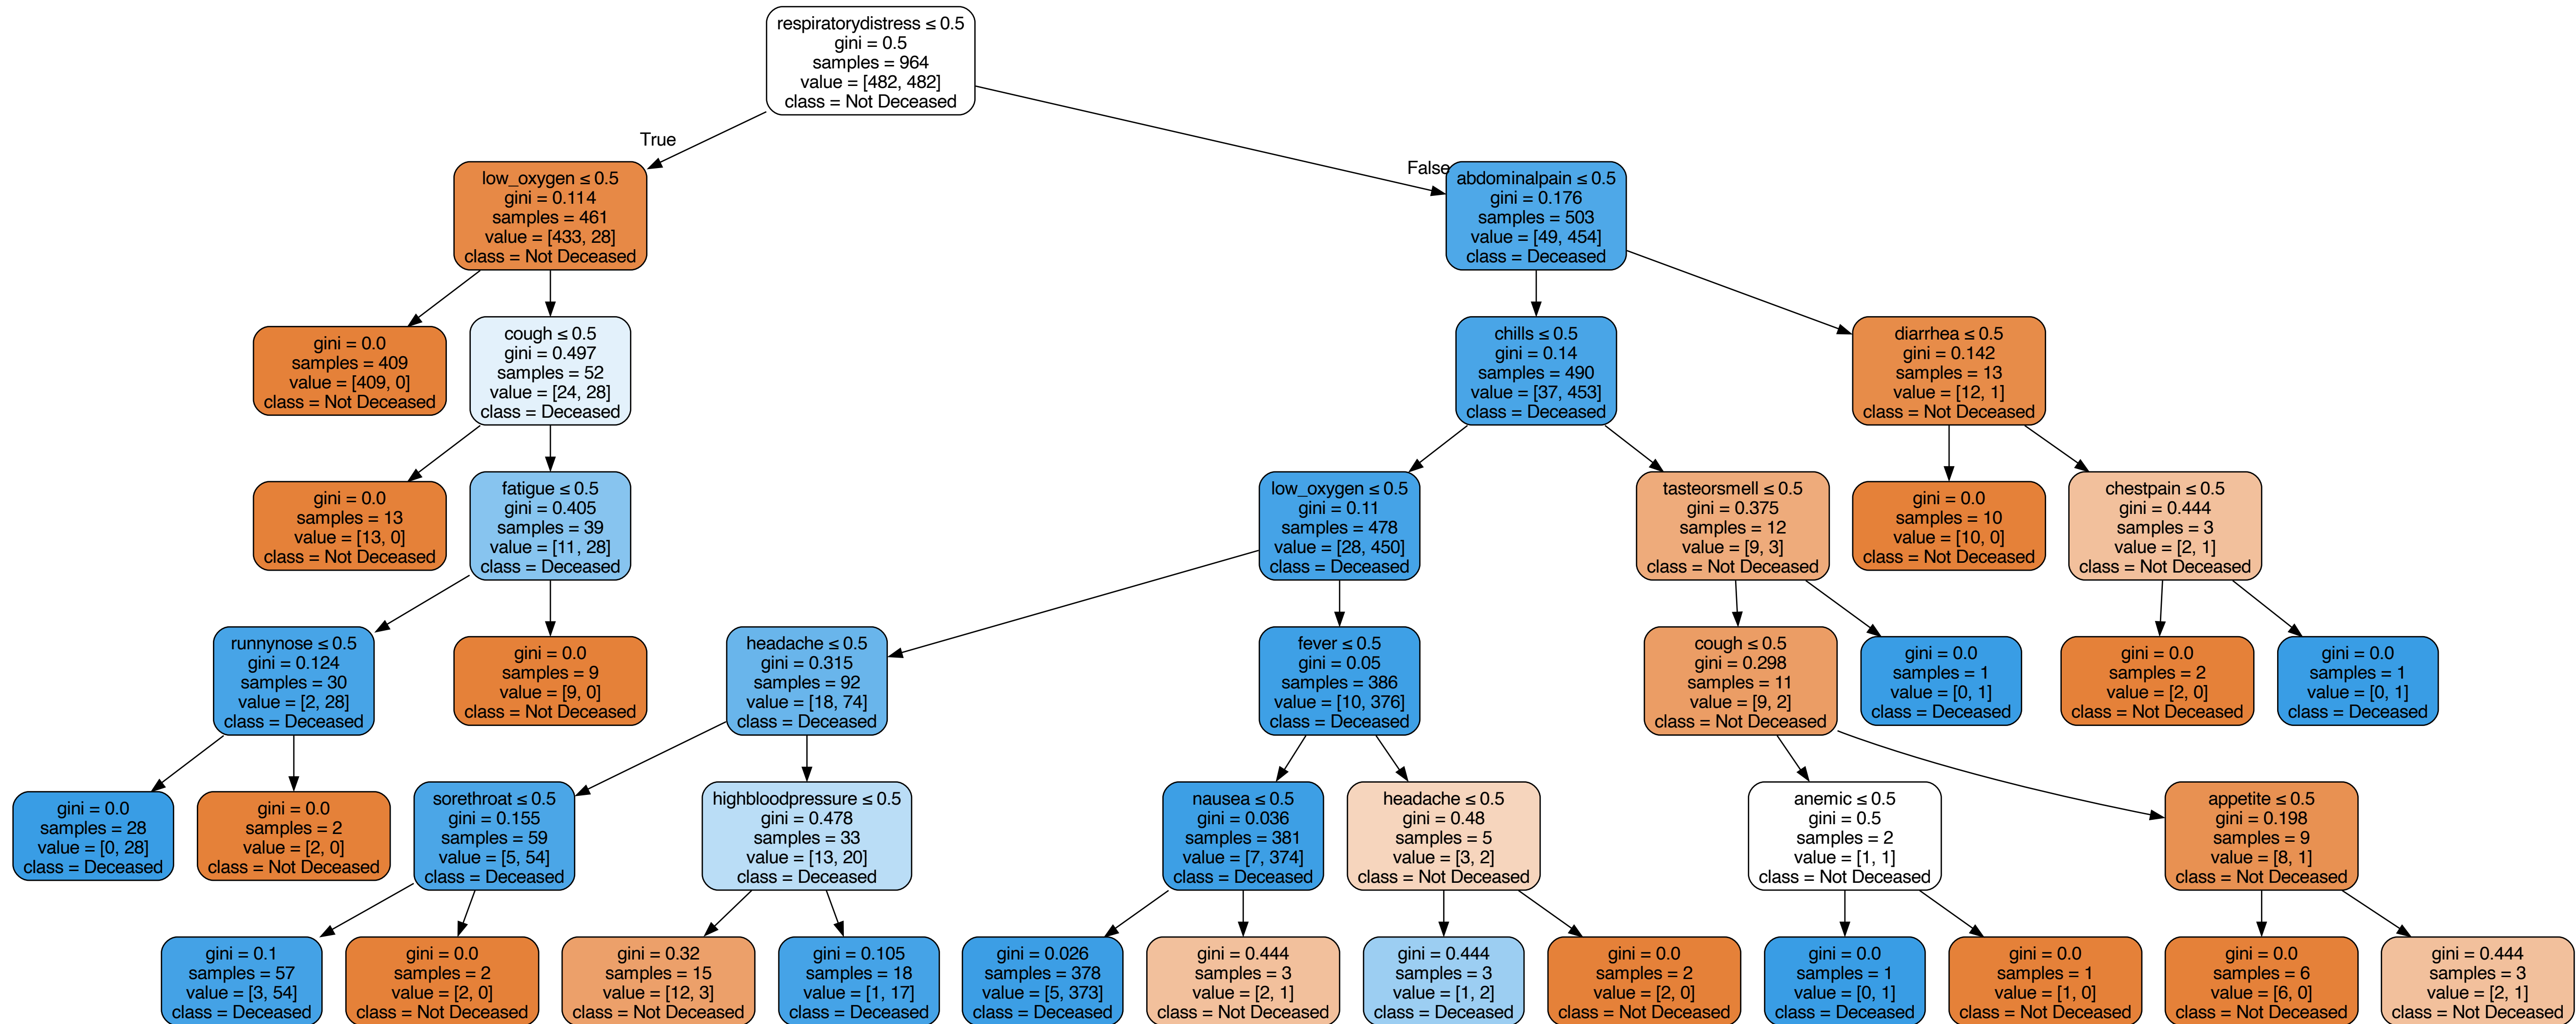 respiratorydistress ≤ 0.5
gini = 0.5
samples = 964
value = [482, 482]
class = Not Deceased
True
False
low_oxygen ≤ 0.5
gini = 0.114
samples = 461
value = [433, 28]
class = Not Deceased
abdominalpain ≤ 0.5
gini = 0.176
samples = 503
value = [49, 454]
class = Deceased
gini = 0.0
samples = 409
value = [409, 0]
class = Not Deceased
cough ≤ 0.5
gini = 0.497
samples = 52
value = [24, 28]
class = Deceased
chills ≤ 0.5
gini = 0.14
samples = 490
value = [37, 453]
class = Deceased
diarrhea ≤ 0.5
gini = 0.142
samples = 13
value = [12, 1]
class = Not Deceased
gini = 0.0
samples = 13
value = [13, 0]
class = Not Deceased
fatigue ≤ 0.5
gini = 0.405
samples = 39
value = [11, 28]
class = Deceased
low_oxygen ≤ 0.5
gini = 0.11
samples = 478
value = [28, 450]
class = Deceased
tasteorsmell ≤ 0.5
gini = 0.375
samples = 12
value = [9, 3]
class = Not Deceased
gini = 0.0
samples = 10
value = [10, 0]
class = Not Deceased
chestpain ≤ 0.5
gini = 0.444
samples = 3
value = [2, 1]
class = Not Deceased
runnynose ≤ 0.5
gini = 0.124
samples = 30
value = [2, 28]
class = Deceased
gini = 0.0
samples = 9
value = [9, 0]
class = Not Deceased
headache ≤ 0.5
gini = 0.315
samples = 92
value = [18, 74]
class = Deceased
fever ≤ 0.5
gini = 0.05
samples = 386
value = [10, 376]
class = Deceased
cough ≤ 0.5
gini = 0.298
samples = 11
value = [9, 2]
class = Not Deceased
gini = 0.0
samples = 1
value = [0, 1]
class = Deceased
gini = 0.0
samples = 2
value = [2, 0]
class = Not Deceased
gini = 0.0
samples = 1
value = [0, 1]
class = Deceased
gini = 0.0
samples = 28
value = [0, 28]
class = Deceased
gini = 0.0
samples = 2
value = [2, 0]
class = Not Deceased
sorethroat ≤ 0.5
gini = 0.155
samples = 59
value = [5, 54]
class = Deceased
highbloodpressure ≤ 0.5
gini = 0.478
samples = 33
value = [13, 20]
class = Deceased
nausea ≤ 0.5
gini = 0.036
samples = 381
value = [7, 374]
class = Deceased
headache ≤ 0.5
gini = 0.48
samples = 5
value = [3, 2]
class = Not Deceased
anemic ≤ 0.5
gini = 0.5
samples = 2
value = [1, 1]
class = Not Deceased
appetite ≤ 0.5
gini = 0.198
samples = 9
value = [8, 1]
class = Not Deceased
gini = 0.1
samples = 57
value = [3, 54]
class = Deceased
gini = 0.0
samples = 2
value = [2, 0]
class = Not Deceased
gini = 0.32
samples = 15
value = [12, 3]
class = Not Deceased
gini = 0.105
samples = 18
value = [1, 17]
class = Deceased
gini = 0.026
samples = 378
value = [5, 373]
class = Deceased
gini = 0.444
samples = 3
value = [2, 1]
class = Not Deceased
gini = 0.444
samples = 3
value = [1, 2]
class = Deceased
gini = 0.0
samples = 2
value = [2, 0]
class = Not Deceased
gini = 0.0
samples = 1
value = [0, 1]
class = Deceased
gini = 0.0
samples = 1
value = [1, 0]
class = Not Deceased
gini = 0.0
samples = 6
value = [6, 0]
class = Not Deceased
gini = 0.444
samples = 3
value = [2, 1]
class = Not Deceased